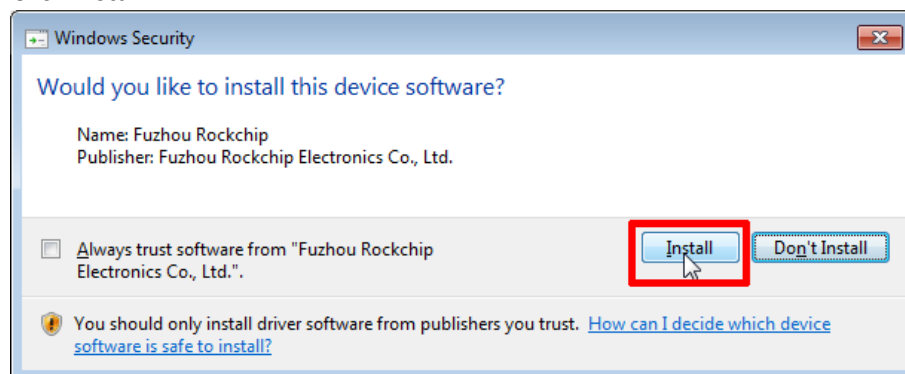 Windows Security
Would you like to install this device software?
Name: Fuzhou Rockchip
Publisher: Fuzhou Rockchip Electronics Co., Ltd.
Always trust software from "Fuzhou Rockchip
Electronics Co., Ltd.".
Install
Don't Install
You should only install driver software from publishers you trust. How can I decide which device
software is safe to install?